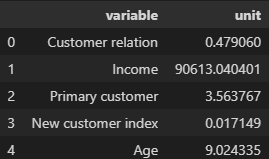 variable unit
0 Customer relation 0.479060
1 Income 90613.040401
2 Primary customer 3.563767
3 New customer index 0.017149
4 Age 9.024335